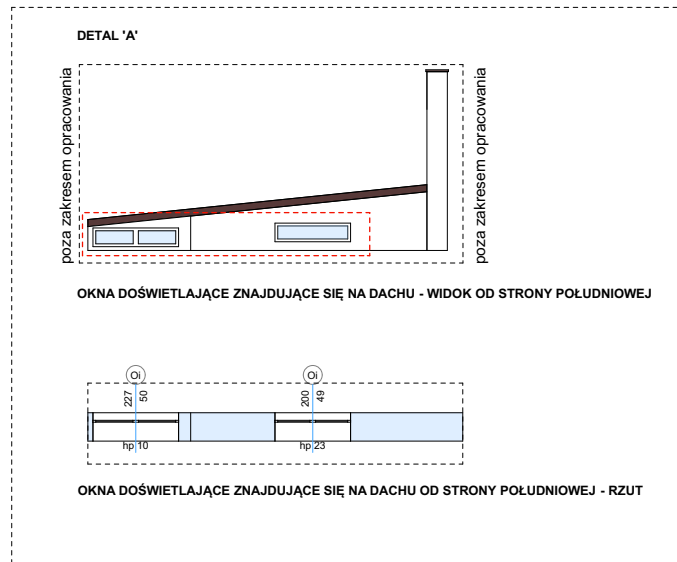 DETAL 'A'
poza zakresem opracowania
poza zakresem opracowania
OKNA DOŚWIETLAJĄCE ZNAJDUJĄCE SIĘ NA DACHU - WIDOK OD STRONY POŁUDNIOWEJ
Oi
Oi
227
50
200
49
hp 10
hp 23
OKNA DOŚWIETLAJĄCE ZNAJDUJĄCE SIĘ NA DACHU OD STRONY POŁUDNIOWEJ - RZUT